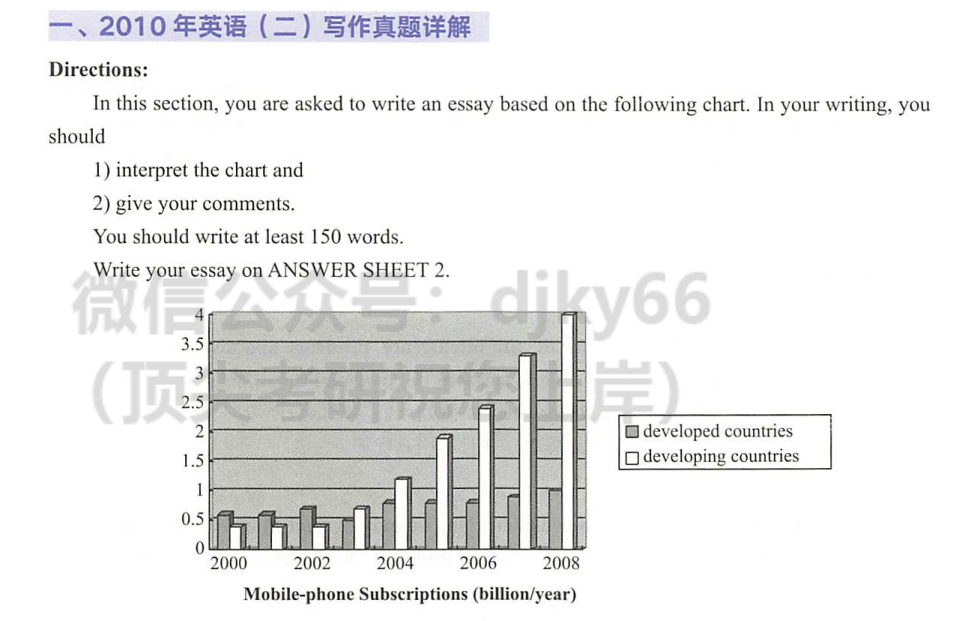 一、2010 年英语（二）写作真题详解
Directions:
In this section, you are asked to write an essay based on the following chart. In your writing, you
should
1) interpret the chart and
2) give your comments.
You should write at least 150 words.
Write your essay on ANSWER SHEET 2.
微信公众号：djky66
（顶尖考研祝您上岸）
4
3.5
3
2.5
2
1.5
1
0.5
0
2000 2002 2004 2006 2008
developed countries
developing countries
Mobile-phone Subscriptions (billion/year)